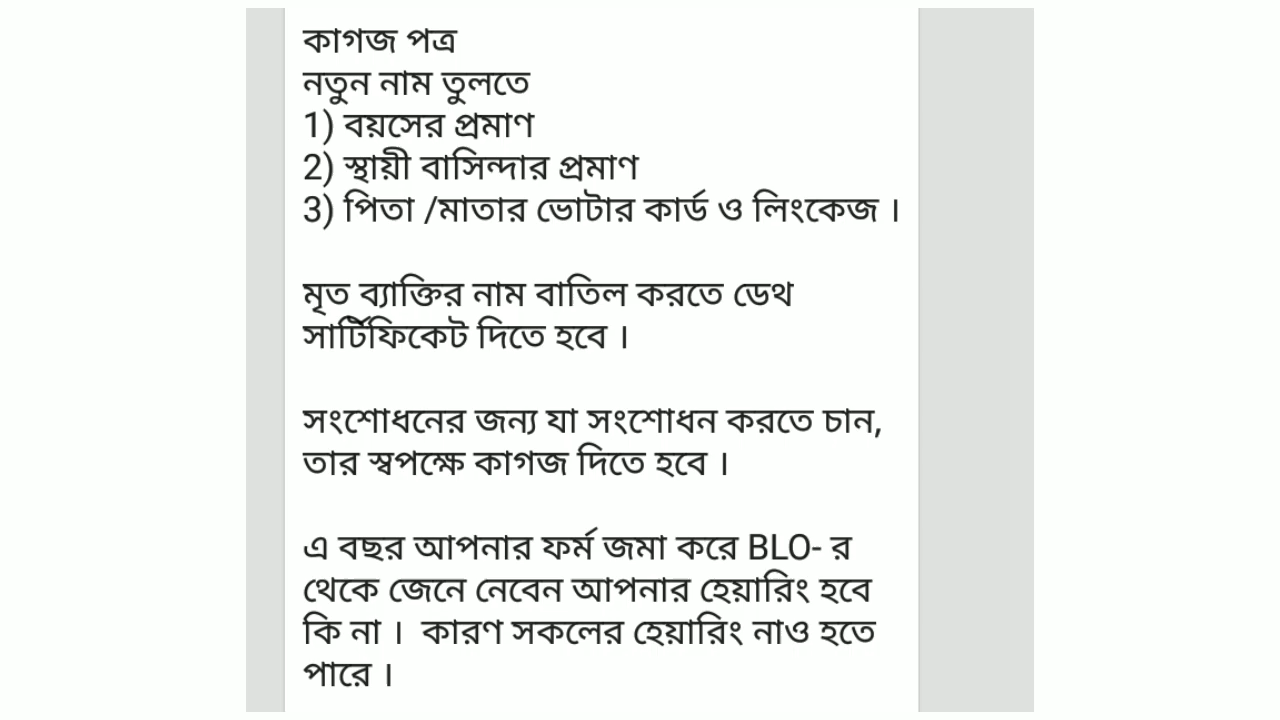 কাগজ পত্র
নতুন নাম তুলতে
1) বয়সের প্রমাণ
2) স্থায়ী বাসিন্দার প্রমাণ
3) পিতা /মাতার ভোটার কার্ড ও লিংকেজ ।
মৃত ব্যাক্তির নাম বাতিল করতে ডেথ
সার্টিফিকেট দিতে হবে ।
সংশোধনের জন্য যা সংশোধন করতে চান,
তার স্বপক্ষে কাগজ দিতে হবে ।
এ বছর আপনার ফর্ম জমা করে BLO- র
থেকে জেনে নেবেন আপনার হেয়ারিং হবে
কি না ।  কারণ সকলের হেয়ারিং নাও হতে
পারে ।